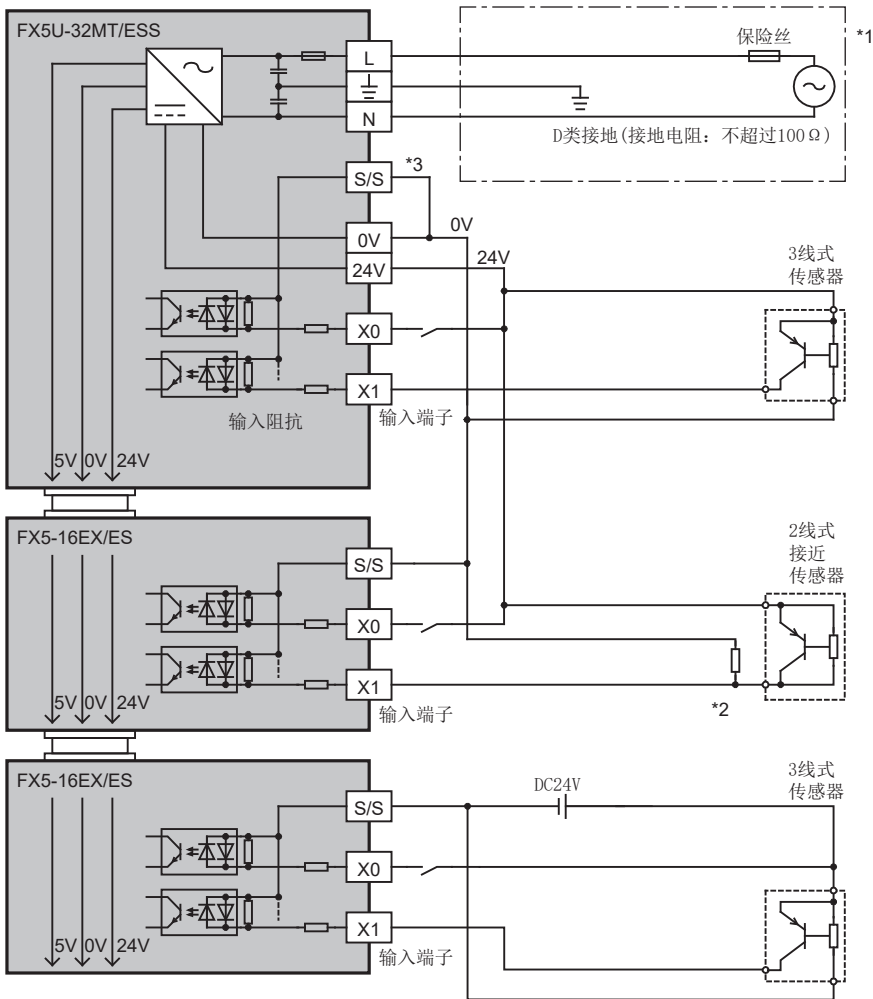 FX5U-32MT/ESS
L
N
保险丝
*1
D类接地(接地电阻：不超过100Ω)
S/S
*3
0V
0V
24V
24V
3线式
传感器
X0
X1
输入阻抗
输入端子
5V 0V 24V
FX5-16EX/ES
S/S
2线式
接近
传感器
X0
X1
5V 0V 24V
输入端子
*2
FX5-16EX/ES
S/S
DC24V
3线式
传感器
X0
X1
5V 0V 24V
输入端子